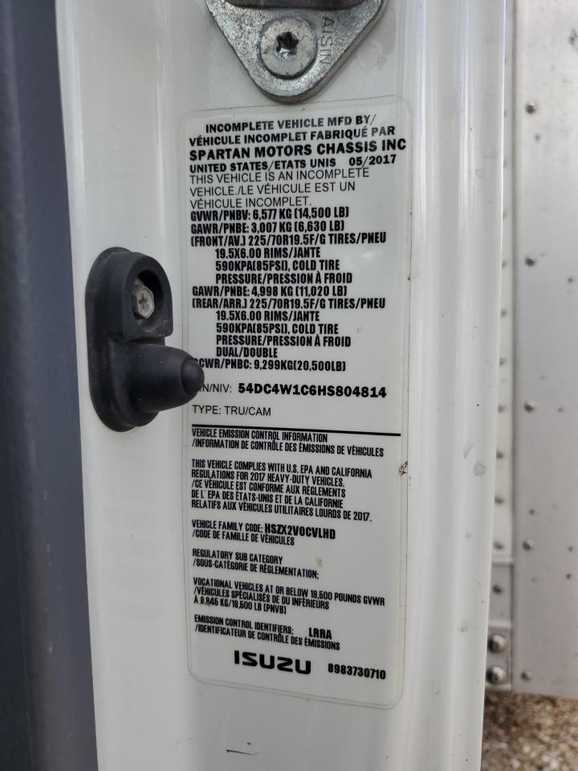 AISIN
INCOMPLETE VEHICLE MFD BY/
VÉHICULE INCOMPLET FABRIQUÉ PAR
SPARTAN MOTORS CHASSIS INC
UNITED STATES/ETATS UNIS 05/2017
THIS VEHICLE IS AN INCOMPLETE
VEHICLE/LE VÉHICULE EST UN
VÉHICULE INCOMPLET.
GVWR/PNBV: 6,577 KG (14,500 LB)
GAWR/PNBE: 3,007 KG (6,630 LB)
(FRONT/AV.) 225/70R19.5F/G TIRES/PNEU
19.5X6.00 RIMS/JANTE
590KPA(85PSI), COLD TIRE
PRESSURE/PRESSION À FROID
GAWR/PNBE: 4,998 KG (11,020 LB)
(REAR/ARR.) 225/70R19.5F/G TIRES/PNEU
19.5X6.00 RIMS/JANTE
590KPA(85PSI), COLD TIRE
PRESSURE/PRESSION À FROID
DUAL/DOUBLE
GCWR/PNBC: 9,299KG(20,500LB)
IN/NIV: 54DC4W1C6HS804814
TYPE: TRU/CAM
VEHICLE EMISSION CONTROL INFORMATION
/INFORMATION DE CONTRÔLE DES ÉMISSIONS DE VÉHICULES
THIS VEHICLE COMPLIES WITH U.S. EPA AND CALIFORNIA
REGULATIONS FOR 2017 HEAVY-DUTY VEHICLES.
/CE VÉHICULE EST CONFORME AUX RÈGLEMENTS
DE L' EPA DES ÉTATS-UNIS ET DE LA CALIFORNIE
RELATIFS AUX VÉHICULES UTILITAIRES LOURDS DE 2017.
VEHICLE FAMILY CODE: HSZX2VOCVLHD
/CODE DE FAMILLE DE VÉHICULES
REGULATORY SUB CATEGORY
/SOUS-CATÉGORIE DE RÉGLEMENTATION:
VOCATIONAL VEHICLES AT OR BELOW 19,500 POUNDS GVWR
/VÉHICULES SPÉCIALISÉS DE DU INFÉRIEURS
À 8,845 KG/19,500 LB (PNVB)
EMISSION CONTROL IDENTIFIERS: LRRA
/IDENTIFICATEUR DE CONTRÔLE DES ÉMISSIONS
ISUZU 8983730710